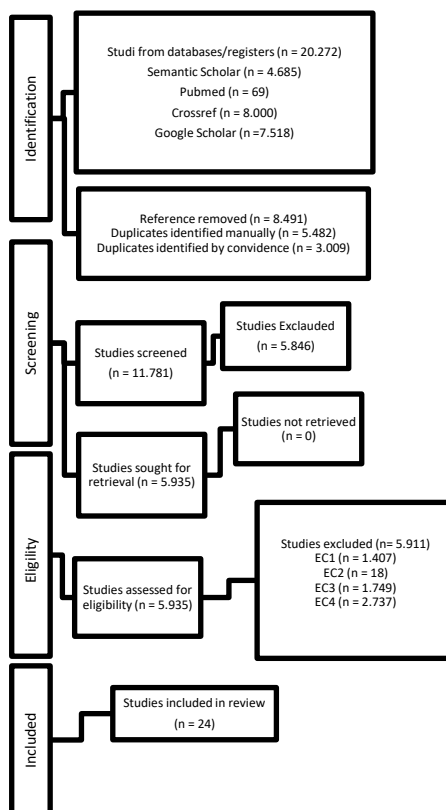 Identification
Studi from databases/registers (n = 20.272)
Semantic Scholar (n = 4.685)
Pubmed (n = 69)
Crossref (n = 8.000)
Google Scholar (n =7.518)
Reference removed (n = 8.491)
Duplicates identified manually (n = 5.482)
Duplicates identified by convidence (n = 3.009)
Screening
Studies screened
(n = 11.781)
Studies Exclauded
(n = 5.846)
Studies sought for
retrieval (n = 5.935)
Studies not retrieved
(n = 0)
Eligility
Studies assessed for
eligibility (n = 5.935)
Studies excluded (n= 5.911)
EC1 (n = 1.407)
EC2 (n = 18)
EC3 (n = 1.749)
EC4 (n = 2.737)
Included
Studies included in review
(n = 24)